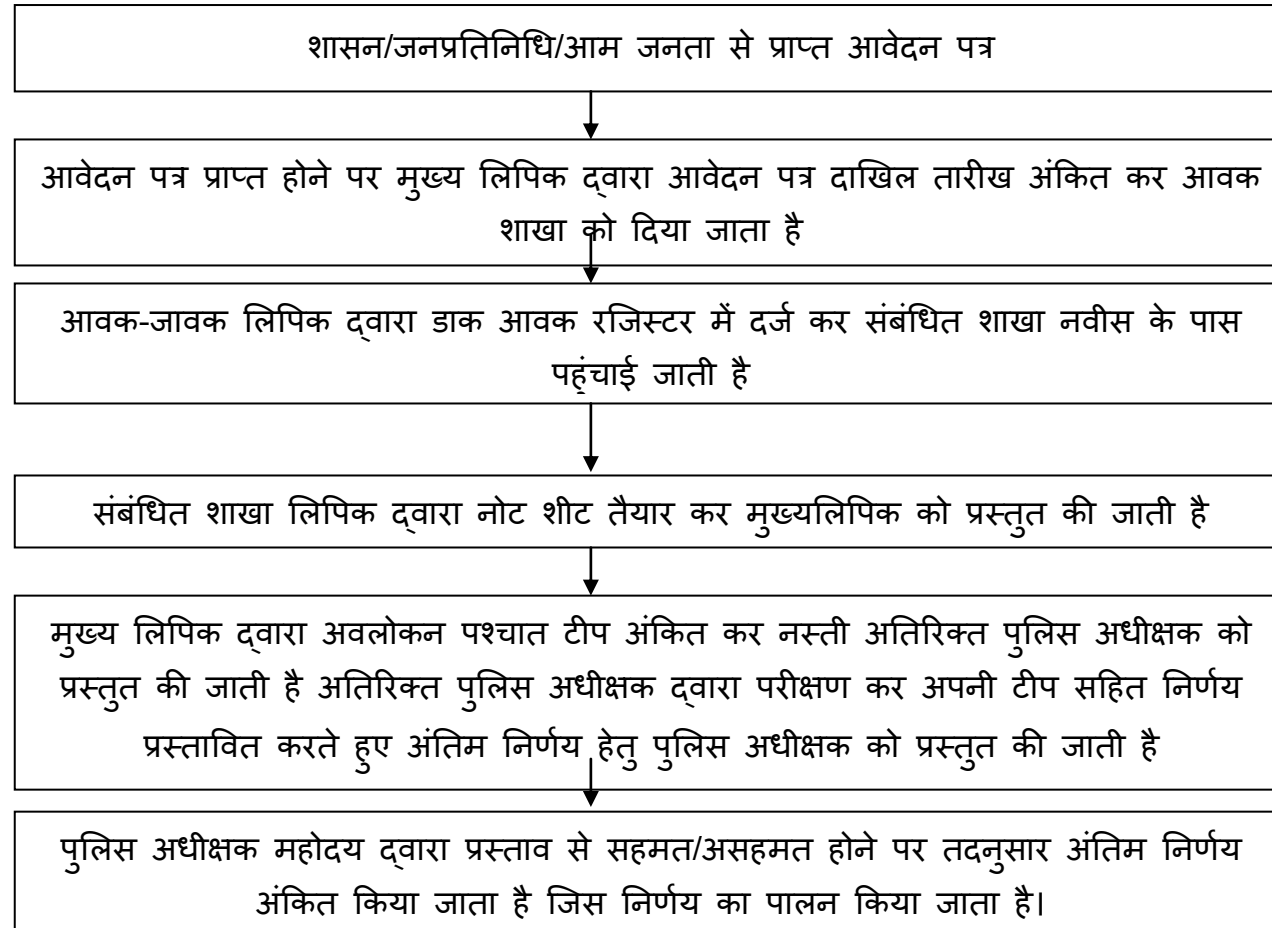 शासन/जनप्रतिनिधि/आम जनता से प्राप्त आवेदन पत्र
आवेदन पत्र प्राप्त होने पर मुख्य लिपिक द्वारा आवेदन पत्र दाखिल तारीख अंकित कर आवक
शाखा को दिया जाता है
आवक-जावक लिपिक द्वारा डाक आवक रजिस्टर में दर्ज कर संबंधित शाखा नवीस के पास
पहुंचाई जाती है
संबंधित शाखा लिपिक द्वारा नोट शीट तैयार कर मुख्यलिपिक को प्रस्तुत की जाती है
मुख्य लिपिक द्वारा अवलोकन पश्चात टीप अंकित कर नस्ती अतिरिक्त पुलिस अधीक्षक को
प्रस्तुत की जाती है अतिरिक्त पुलिस अधीक्षक द्वारा परीक्षण कर अपनी टीप सहित निर्णय
प्रस्तावित करते हुए अंतिम निर्णय हेतु पुलिस अधीक्षक को प्रस्तुत की जाती है
पुलिस अधीक्षक महोदय द्वारा प्रस्ताव से सहमत/असहमत होने पर तदनुसार अंतिम निर्णय
अंकित किया जाता है जिस निर्णय का पालन किया जाता है।